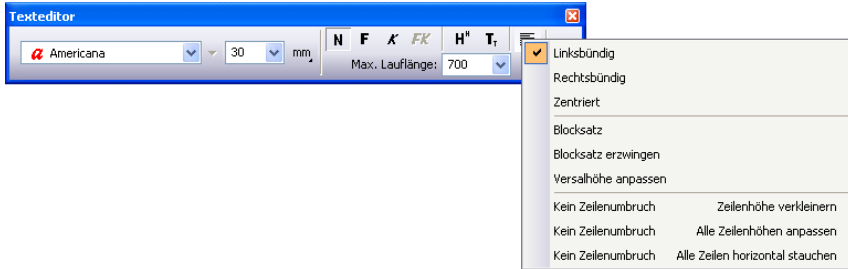 Texteditor
a Americana 30 mm N F K FK H^H T_T
Max. Lauflänge: 700
Linksbündig
Rechtsbündig
Zentriert
Blocksatz
Blocksatz erzwingen
Versalhöhe anpassen
Kein Zeilenumbruch Zeilenhöhe verkleinern
Kein Zeilenumbruch Alle Zeilenhöhen anpassen
Kein Zeilenumbruch Alle Zeilen horizontal stauchen